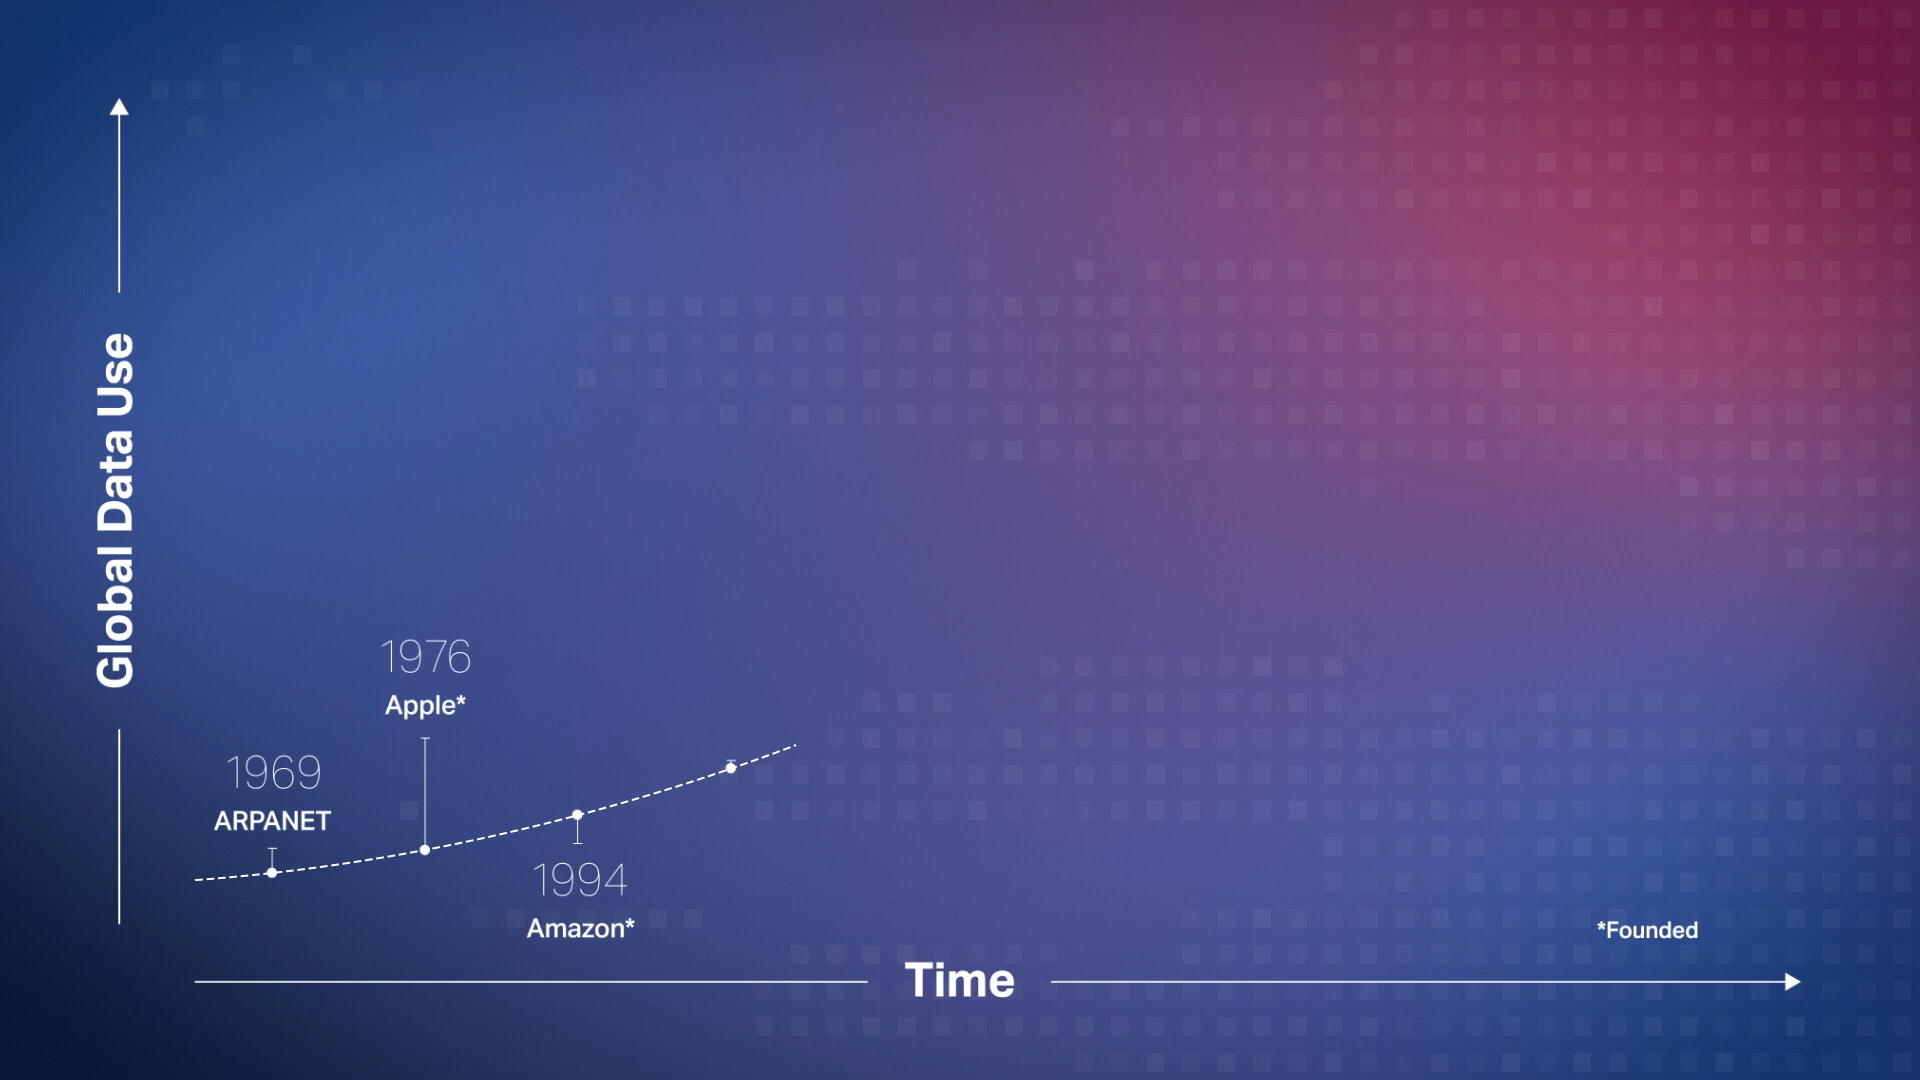 Global Data Use
1976
Apple*
1969
ARPANET
1994
Amazon*
*Founded
Time